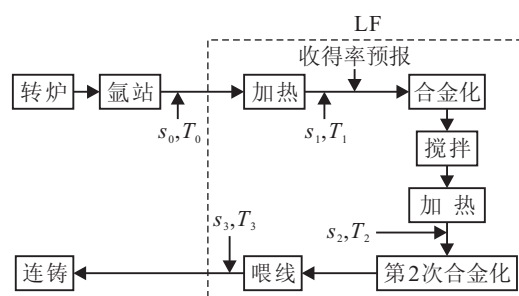 LF
收得率预报
转炉
氩站
加热
合金化
s₀,T₀
s₁,T₁
搅拌
加 热
s₂,T₂
s₃,T₃
连铸
喂线
第2次合金化